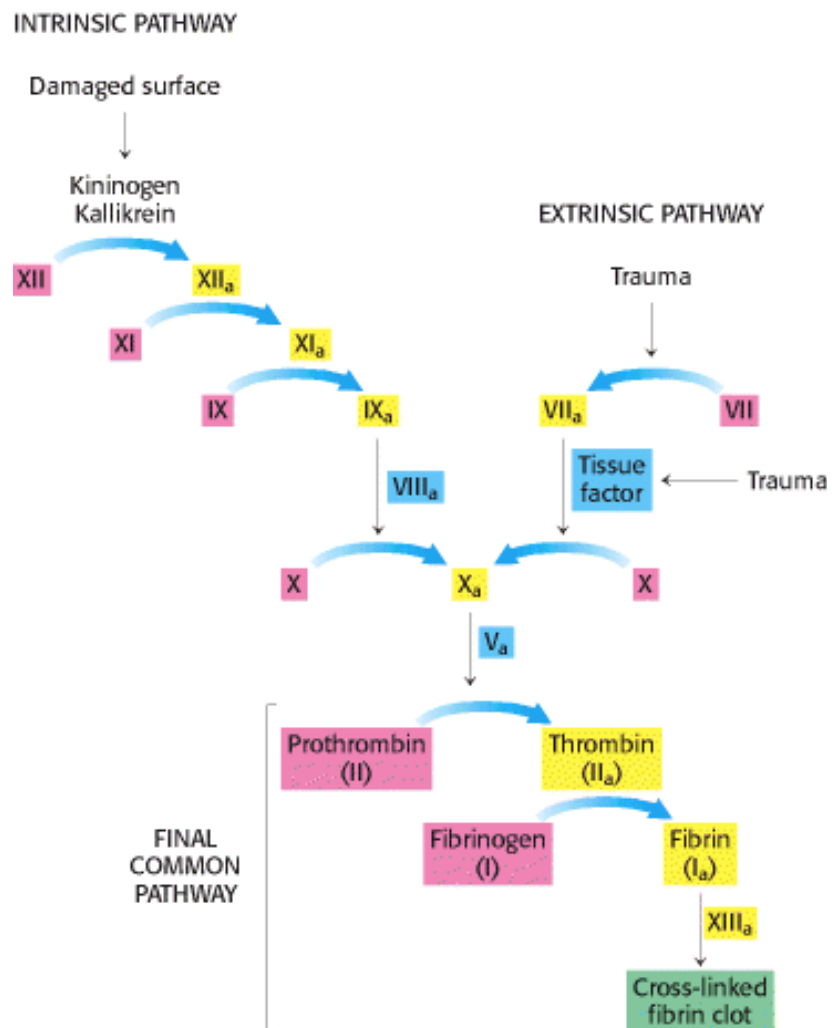 INTRINSIC PATHWAY
Damaged surface
Kininogen
Kallikrein
EXTRINSIC PATHWAY
XII
XIIa
Trauma
XI
XIa
IX
IXa
VIIa
VII
VIIIa
Tissue
factor
Trauma
X
Xa
X
Va
Prothrombin
(II)
Thrombin
(IIa)
Fibrinogen
(I)
Fibrin
(Ia)
FINAL
COMMON
PATHWAY
XIIIa
Cross-linked
fibrin clot